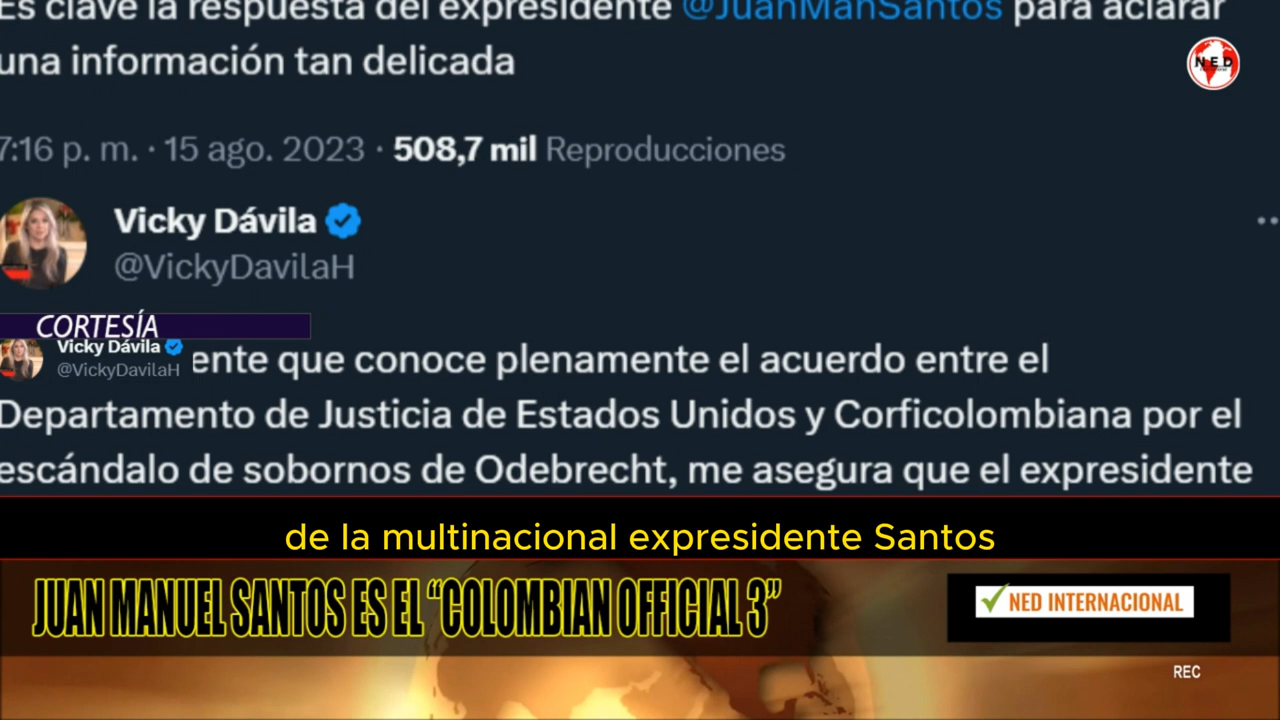 Es clave la respuesta del expresidente @JuanManSantos para aclarar
una información tan delicada
NED
7:16 p. m. · 15 ago. 2023 · 508,7 mil Reproducciones
Vicky Dávila
@VickyDavilaH
CORTESÍA
Vicky Dávila
@VickyDavilaH
ente que conoce plenamente el acuerdo entre el
Departamento de Justicia de Estados Unidos y Corficolombiana por el
escándalo de sobornos de Odebrecht, me asegura que el expresidente
de la multinacional expresidente Santos
JUAN MANUEL SANTOS ES EL “COLOMBIAN OFFICIAL 3”
NED INTERNACIONAL
REC